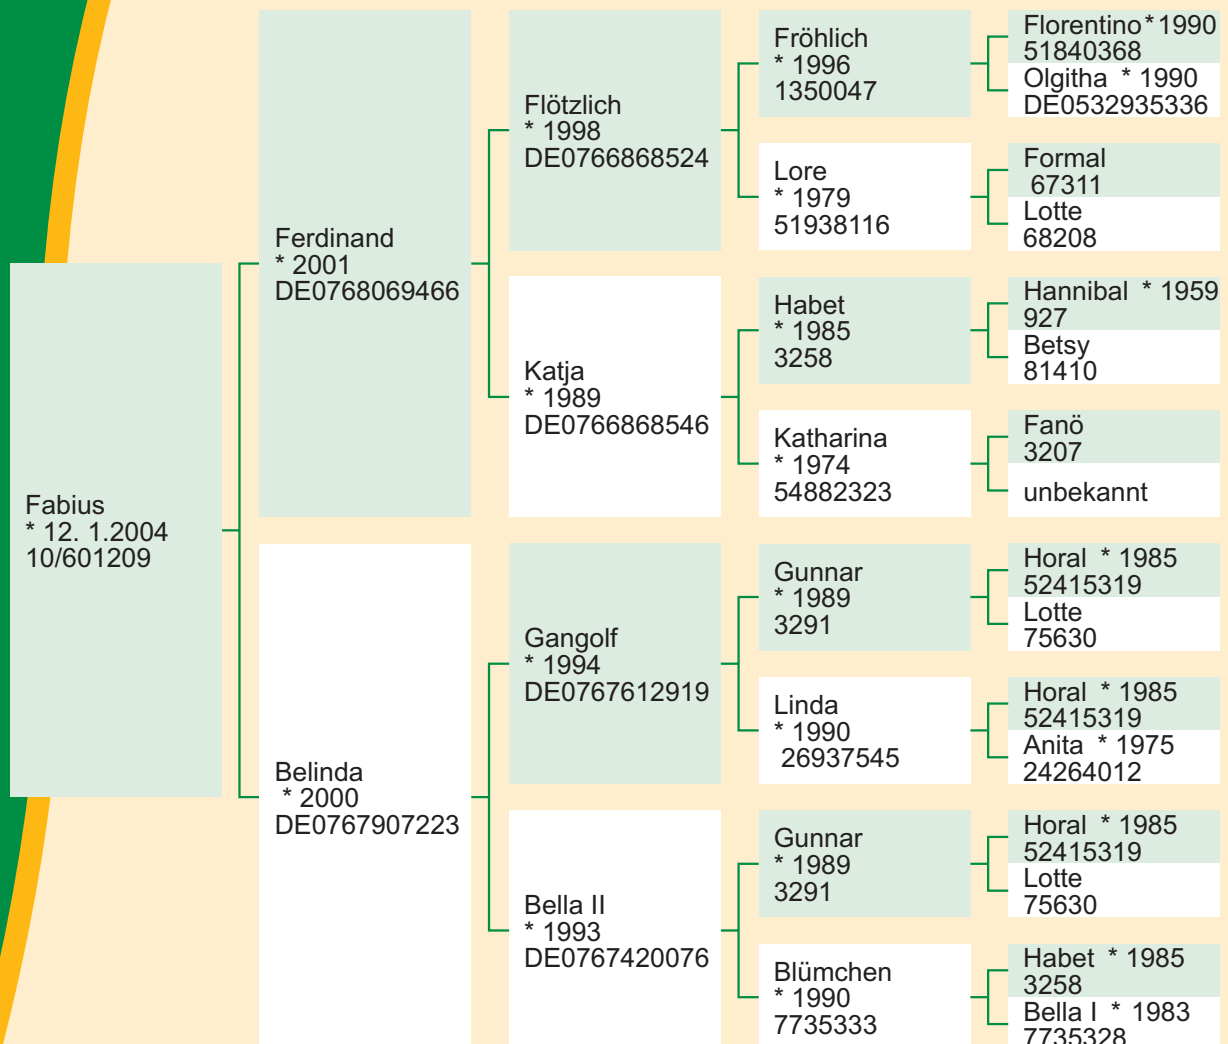 Fabius
* 12. 1.2004
10/601209
Ferdinand
* 2001
DE0768069466
Belinda
* 2000
DE0767907223
Flötzlich
* 1998
DE0766868524
Katja
* 1989
DE0766868546
Gangolf
* 1994
DE0767612919
Bella II
* 1993
DE0767420076
Fröhlich
* 1996
1350047
Lore
* 1979
51938116
Habet
* 1985
3258
Katharina
* 1974
54882323
Gunnar
* 1989
3291
Linda
* 1990
26937545
Gunnar
* 1989
3291
Blümchen
* 1990
7735333
Florentino * 1990
51840368
Olgitha * 1990
DE0532935336
Formal
67311
Lotte
68208
Hannibal * 1959
927
Betsy
81410
Fanö
3207
unbekannt
Horal * 1985
52415319
Lotte
75630
Horal * 1985
52415319
Anita * 1975
24264012
Horal * 1985
52415319
Lotte
75630
Habet * 1985
3258
Bella I * 1983
7735328